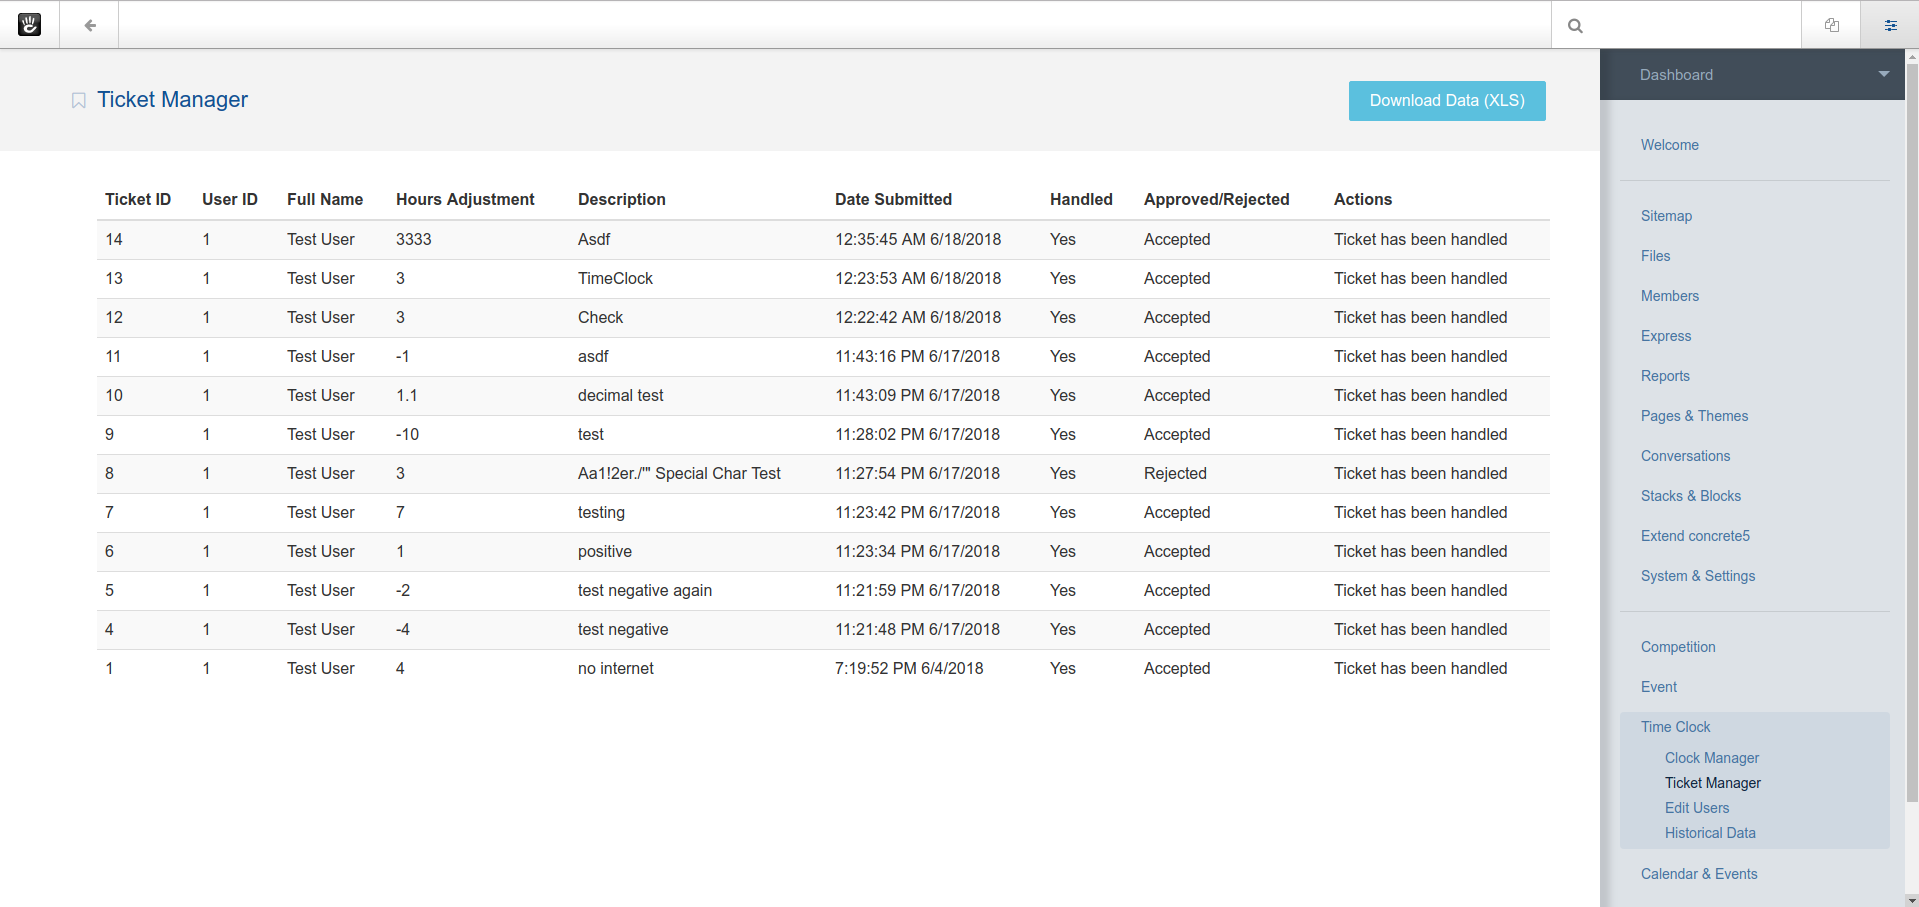 Ticket Manager
Download Data (XLS)
Ticket ID User ID Full Name Hours Adjustment Description Date Submitted Handled Approved/Rejected Actions
14 1 Test User 3333 Asdf 12:35:45 AM 6/18/2018 Yes Accepted Ticket has been handled
13 1 Test User 3 TimeClock 12:23:53 AM 6/18/2018 Yes Accepted Ticket has been handled
12 1 Test User 3 Check 12:22:42 AM 6/18/2018 Yes Accepted Ticket has been handled
11 1 Test User -1 asdf 11:43:16 PM 6/17/2018 Yes Accepted Ticket has been handled
10 1 Test User 1.1 decimal test 11:43:09 PM 6/17/2018 Yes Accepted Ticket has been handled
9 1 Test User -10 test 11:28:02 PM 6/17/2018 Yes Accepted Ticket has been handled
8 1 Test User 3 Aa1!2er./'" Special Char Test 11:27:54 PM 6/17/2018 Yes Rejected Ticket has been handled
7 1 Test User 7 testing 11:23:42 PM 6/17/2018 Yes Accepted Ticket has been handled
6 1 Test User 1 positive 11:23:34 PM 6/17/2018 Yes Accepted Ticket has been handled
5 1 Test User -2 test negative again 11:21:59 PM 6/17/2018 Yes Accepted Ticket has been handled
4 1 Test User -4 test negative 11:21:48 PM 6/17/2018 Yes Accepted Ticket has been handled
1 1 Test User 4 no internet 7:19:52 PM 6/4/2018 Yes Accepted Ticket has been handled
Dashboard
Welcome
Sitemap
Files
Members
Express
Reports
Pages & Themes
Conversations
Stacks & Blocks
Extend concrete5
System & Settings
Competition
Event
Time Clock
Clock Manager
Ticket Manager
Edit Users
Historical Data
Calendar & Events